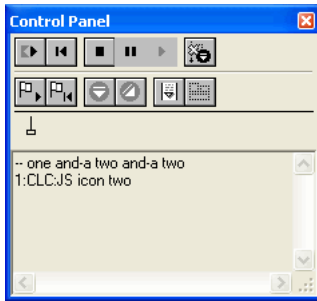 Control Panel
-- one and-a two and-a two
1:CLC:JS icon two